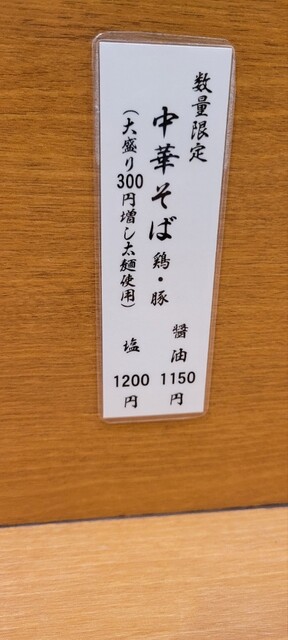 数量限定
中華そば 鶏・豚
(大盛り300円増し太麺使用)
醤油 1150円
塩 1200円